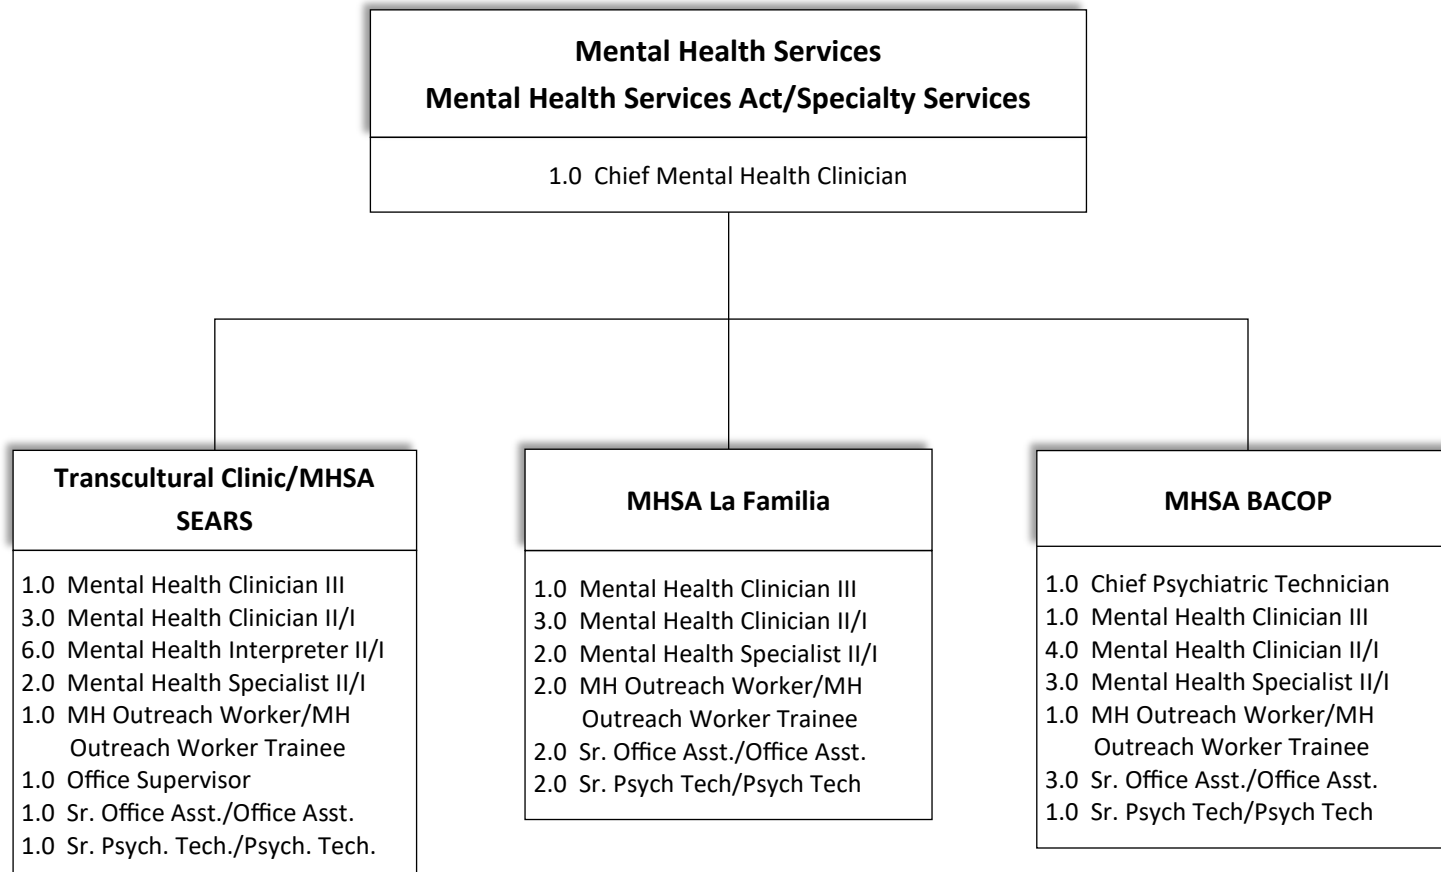 Mental Health Services
Mental Health Services Act/Specialty Services
1.0 Chief Mental Health Clinician
Transcultural Clinic/MHSA
SEARS
1.0 Mental Health Clinician III
3.0 Mental Health Clinician II/I
6.0 Mental Health Interpreter II/I
2.0 Mental Health Specialist II/I
1.0 MH Outreach Worker/MH
Outreach Worker Trainee
1.0 Office Supervisor
1.0 Sr. Office Asst./Office Asst.
1.0 Sr. Psych. Tech./Psych. Tech.
MHSA La Familia
1.0 Mental Health Clinician III
3.0 Mental Health Clinician II/I
2.0 Mental Health Specialist II/I
2.0 MH Outreach Worker/MH
Outreach Worker Trainee
2.0 Sr. Office Asst./Office Asst.
2.0 Sr. Psych Tech/Psych Tech
MHSA BACOP
1.0 Chief Psychiatric Technician
1.0 Mental Health Clinician III
4.0 Mental Health Clinician II/I
3.0 Mental Health Specialist II/I
1.0 MH Outreach Worker/MH
Outreach Worker Trainee
3.0 Sr. Office Asst./Office Asst.
1.0 Sr. Psych Tech/Psych Tech